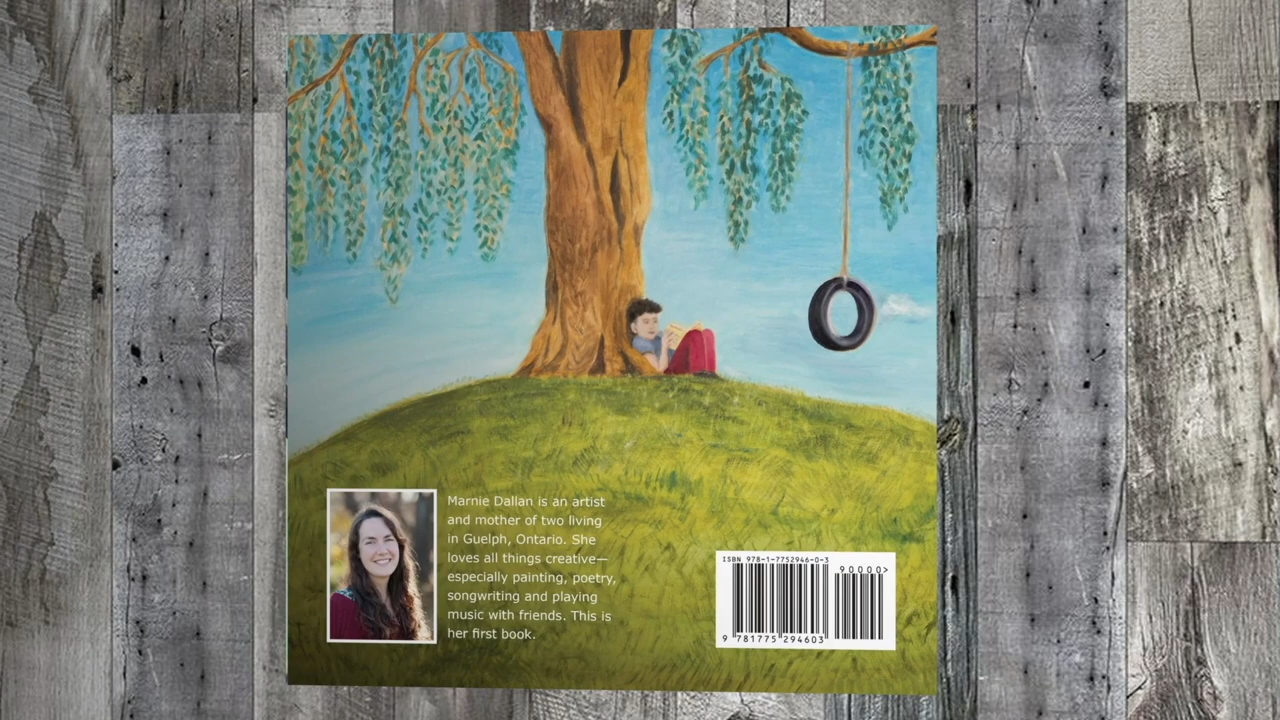 Marnie Dallan is an artist
and mother of two living
in Guelph, Ontario. She
loves all things creative—
especially painting, poetry,
songwriting and playing
music with friends. This is
her first book.
ISBN 978-1-7752946-0-3
90000>
9 781775 294603